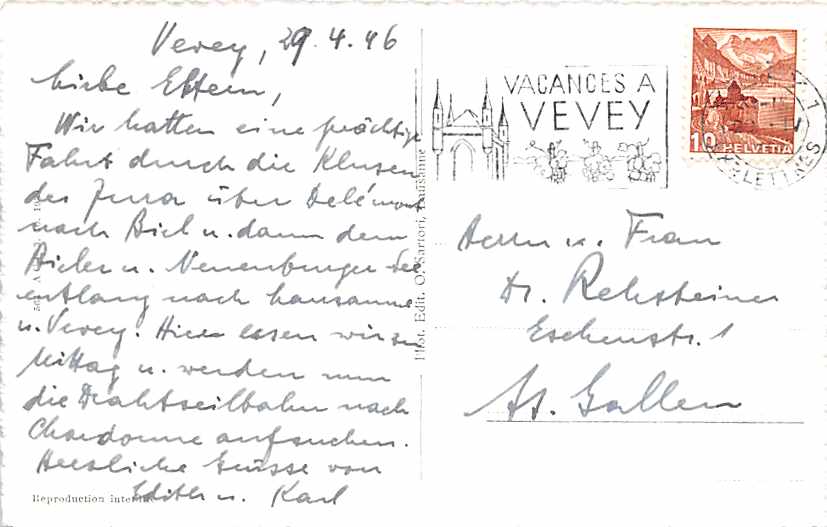 Vevey, 29.4.46
Liebe Eltern,
Wir hatten eine prächtige
Fahrt durch die Klusen
des Jura über Delémont
nach Biel u. dann dem
Bieler u. Neuenburger See
entlang nach Lausanne
u. Vevey. Hier essen wir zu
Mittag u. werden nun
die Drahtseilbahn nach
Chardonne aufsuchen.
Herzliche Grüsse von
Edith u. Karl
Reproduction interdite
Phot. Edit. O. Sartori, Lausanne
VACANCES A
VEVEY
10 HELVETIA
Herrn u. Frau
Dr. Rehsteiner
Eschenstr. 1
St. Gallen